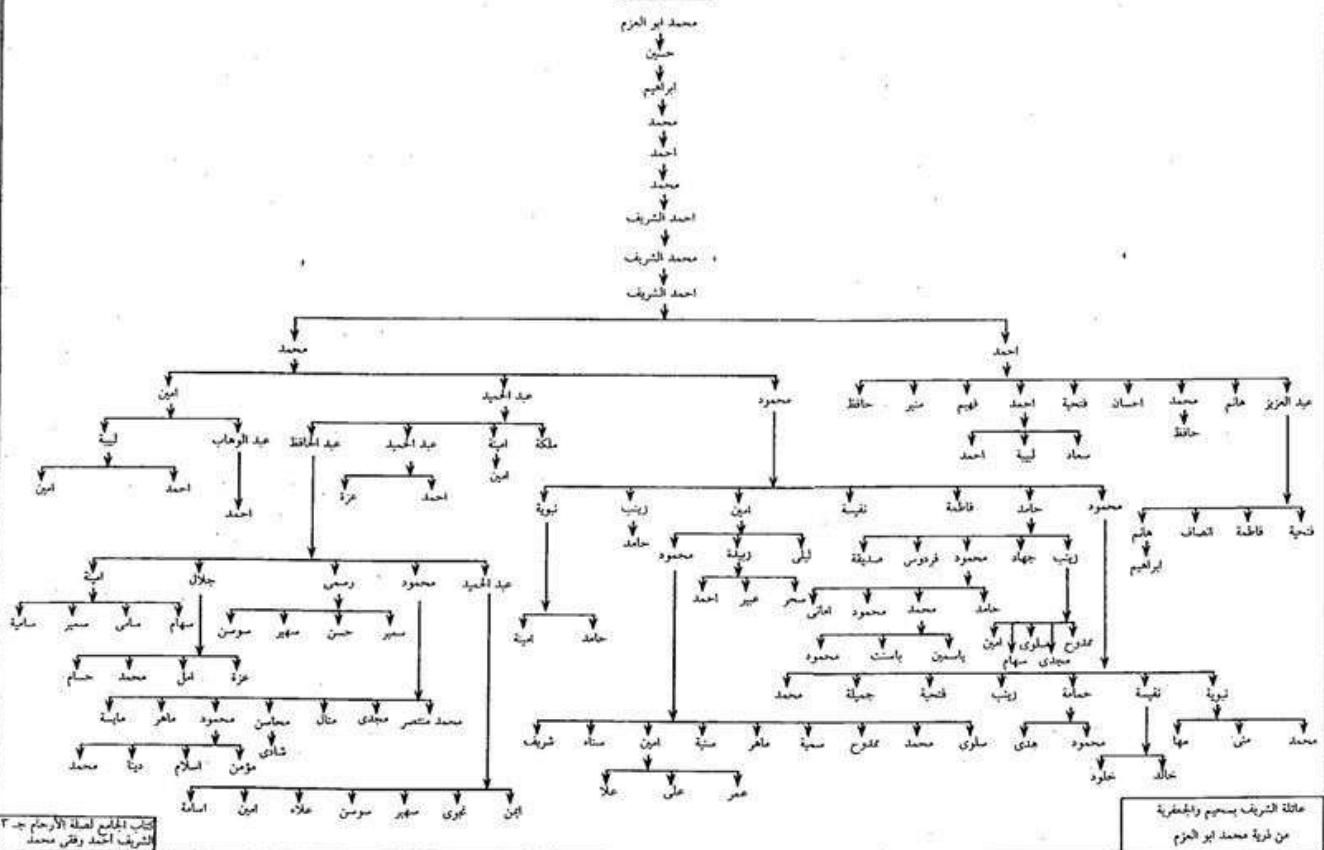 محمد ابو العزم
حسين
ابراهيم
محمد
احمد
محمد
احمد الشريف
محمد الشريف
احمد الشريف
احمد
محمد
عبد العزيز هانم محمد احسان فتحية احمد فهيم منير حافظ
محمود عبد الحميد امين
حافظ
سعاد لبيبة احمد
ملكة امينة عبد الحميد عبد الحافظ
عبد الوهاب لبيبة
امين
احمد عزة
احمد امين
احمد
محمود حامد فاطمة نفيسة امين زينب نبوية
فتحية فاطمة انصاف هانم
ابراهيم
زينب جهاد محمود فردوس صديقة
ليلى زبيدة محمود
حامد
عبد الحميد محمود رسمى جلال امينة
سحر عبير احمد
حامد محمد محمود امانى
حامد امينة
سمير حسن سهير سوسن
سهام سامى سمير سامية
ممدوح سلوى امين
مجدى سهام
ياسمين باسنت محمود
عزة امل محمد حسام
نبوية نفيسة حمامة زينب فتحية جميلة محمد
محمد منتصر مجدى منال محاسن محمود ماهر مايسة
محمد منى مها
محمود هدى
سلوى محمد ممدوح سمية ماهر سنية امين سناء شريف
شادى
مؤمن اسلام دينا محمد
خالد خلود
عمر على علا
ايمن نجوى سهير سوسن علاء امين اسامة
عائلة الشريف بسحيم والجعفرية
من ذرية محمد ابو العزم
كتاب الجامع لصلة الأرحام جـ ٣
الشريف احمد وفقى محمد